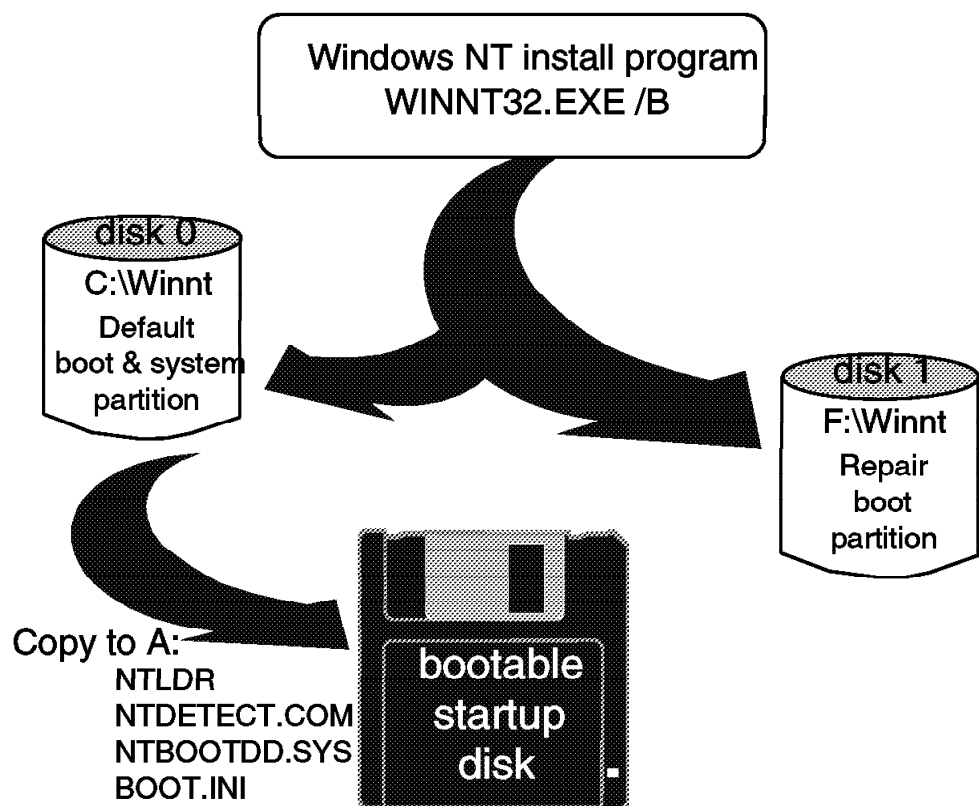 Windows NT install program
WINNT32.EXE /B
disk 0
C:\Winnt
Default
boot & system
partition
disk 1
F:\Winnt
Repair
boot
partition
Copy to A:
NTLDR
NTDETECT.COM
NTBOOTDD.SYS
BOOT.INI
bootable
startup
disk